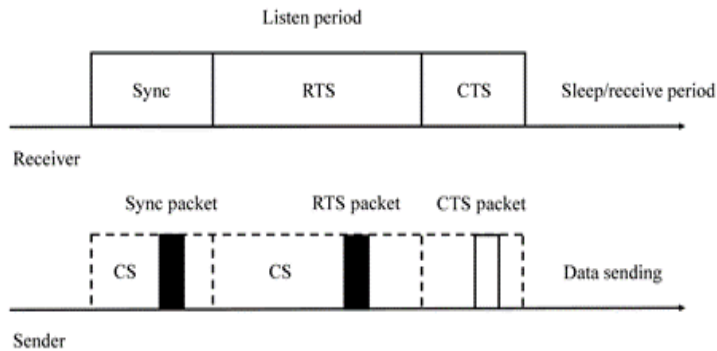 Listen period
Sync RTS CTS Sleep/receive period
Receiver
Sync packet RTS packet CTS packet
CS CS Data sending
Sender